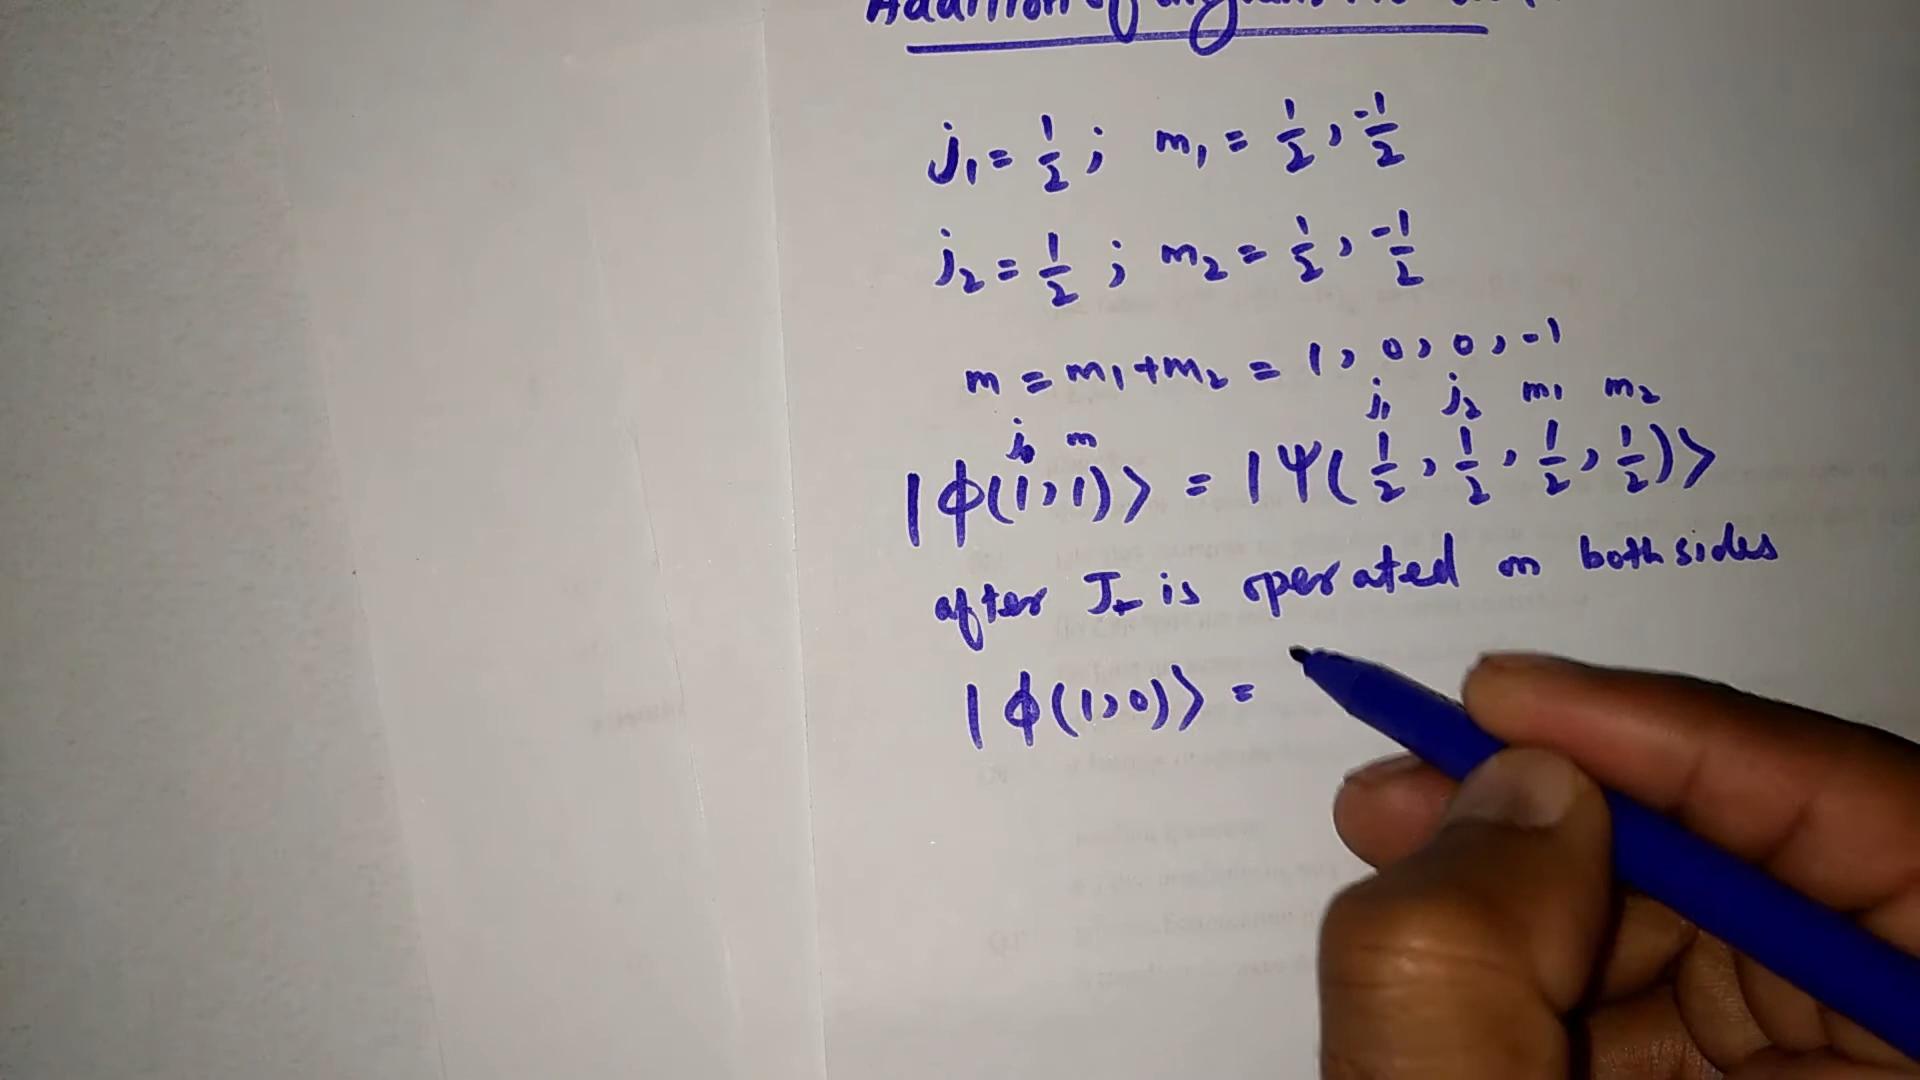 Addition of
j₁ = 1/2 ; m₁ = 1/2 , -1/2
j₂ = 1/2 ; m₂ = 1/2 , -1/2
m = m₁+m₂ = 1, 0, 0, -1
j m j₁ j₂ m₁ m₂
|ϕ(1,1)⟩ = |Ψ(1/2, 1/2, 1/2, 1/2)⟩
after J₋ is operated on both sides
|ϕ(1,0)⟩ =